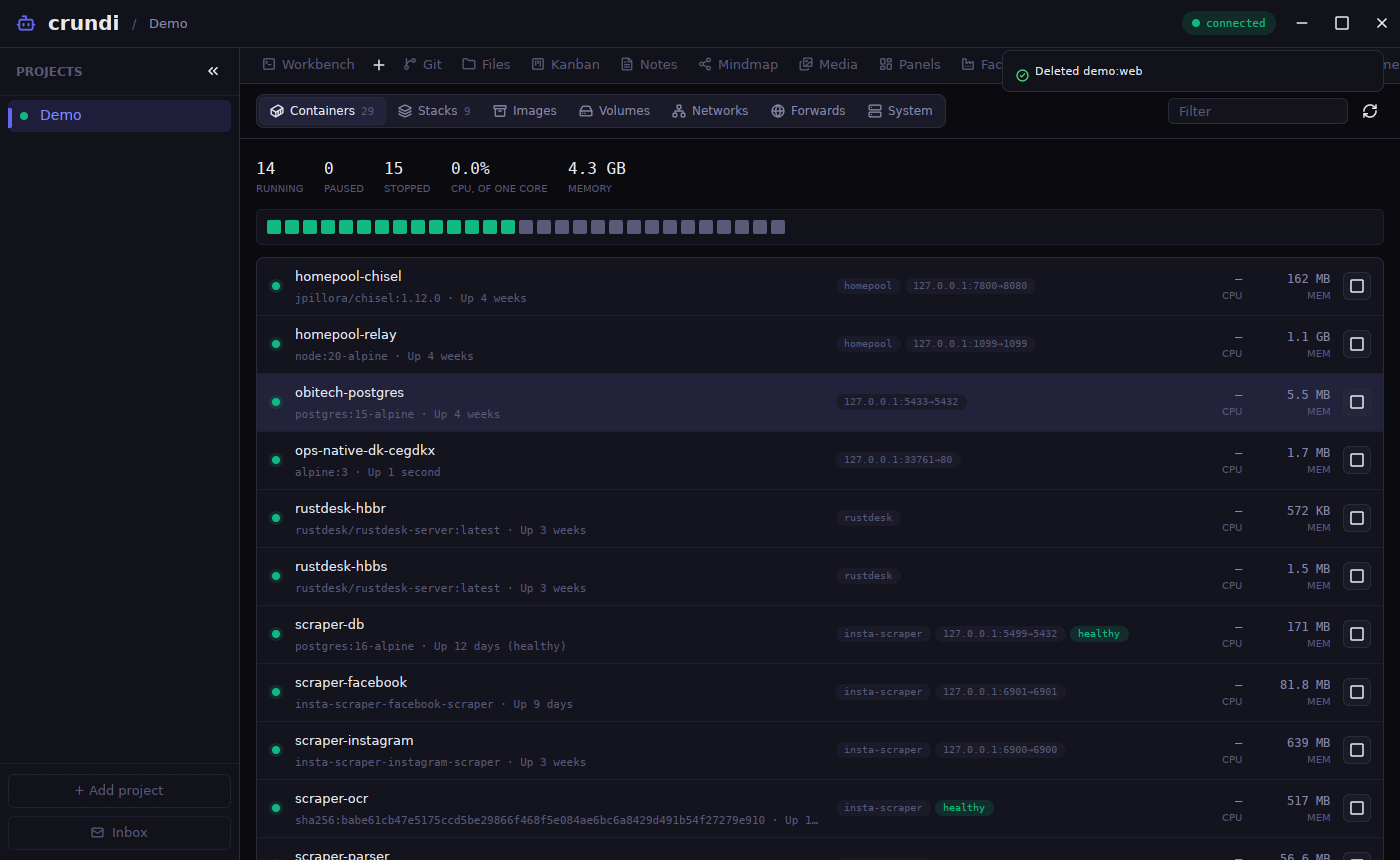 crundi / Demo
connected
PROJECTS
Workbench
Git
Files
Kanban
Notes
Mindmap
Media
Panels
Fac
me
Deleted demo:web
Demo
Containers 29
Stacks 9
Images
Volumes
Networks
Forwards
System
Filter
14
0
15
0.0%
4.3 GB
RUNNING
PAUSED
STOPPED
CPU, OF ONE CORE
MEMORY
homepool-chisel
jpillora/chisel:1.12.0 · Up 4 weeks
homepool
127.0.0.1:7800→8080
—
CPU
162 MB
MEM
homepool-relay
node:20-alpine · Up 4 weeks
homepool
127.0.0.1:1099→1099
—
CPU
1.1 GB
MEM
obitech-postgres
postgres:15-alpine · Up 4 weeks
127.0.0.1:5433→5432
—
CPU
5.5 MB
MEM
ops-native-dk-cegdkx
alpine:3 · Up 1 second
127.0.0.1:33761→80
—
CPU
1.7 MB
MEM
rustdesk-hbbr
rustdesk/rustdesk-server:latest · Up 3 weeks
rustdesk
—
CPU
572 KB
MEM
rustdesk-hbbs
rustdesk/rustdesk-server:latest · Up 3 weeks
rustdesk
—
CPU
1.5 MB
MEM
scraper-db
postgres:16-alpine · Up 12 days (healthy)
insta-scraper
127.0.0.1:5499→5432
healthy
—
CPU
171 MB
MEM
scraper-facebook
insta-scraper-facebook-scraper · Up 9 days
insta-scraper
127.0.0.1:6901→6901
—
CPU
81.8 MB
MEM
scraper-instagram
insta-scraper-instagram-scraper · Up 3 weeks
insta-scraper
127.0.0.1:6900→6900
—
CPU
639 MB
MEM
scraper-ocr
sha256:babe61cb47e5175ccd5be29866f468f5e084ae6bc6a8429d491b54f27279e910 · Up 1…
insta-scraper
healthy
—
CPU
517 MB
MEM
scraper-parser
56.6 MB
+ Add project
Inbox